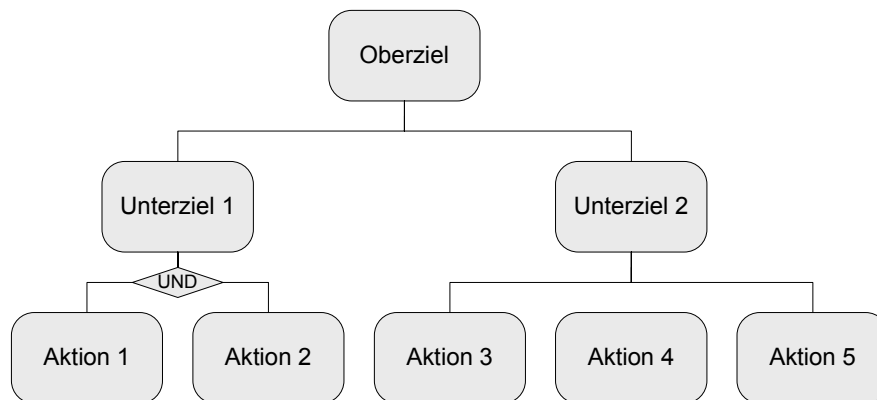 Oberziel
Unterziel 1
Unterziel 2
UND
Aktion 1
Aktion 2
Aktion 3
Aktion 4
Aktion 5